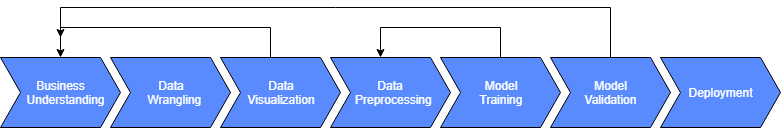 Business
Understanding
Data
Wrangling
Data
Visualization
Data
Preprocessing
Model
Training
Model
Validation
Deployment